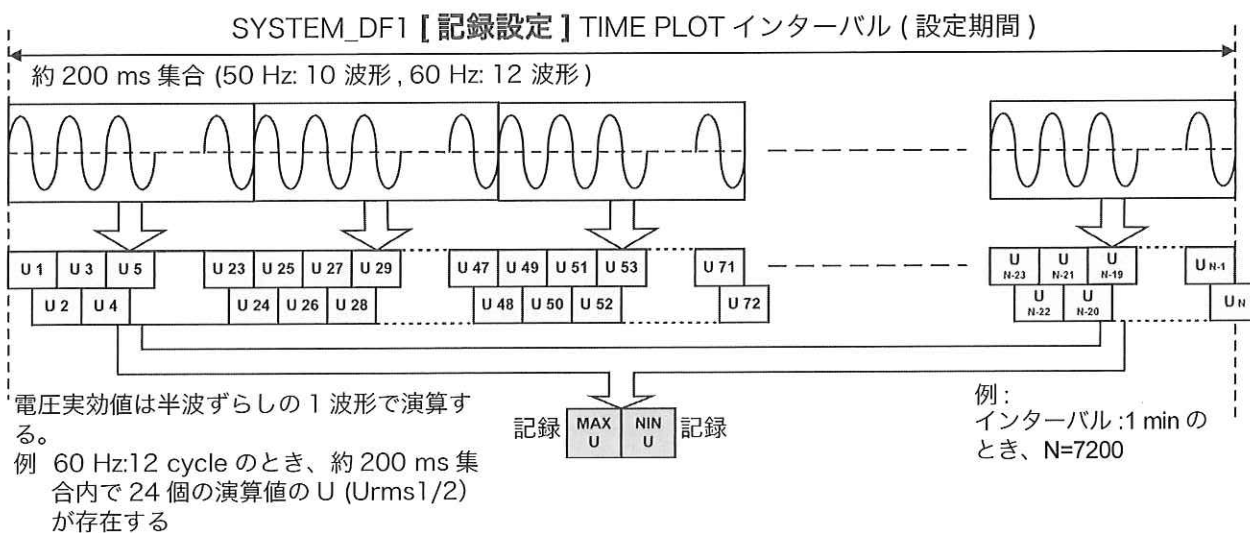 SYSTEM_DF1 [ 記録設定 ] TIME PLOT インターバル ( 設定期間 )
約 200 ms 集合 (50 Hz: 10 波形 , 60 Hz: 12 波形 )
U 1 U 3 U 5 U 23 U 25 U 27 U 29 U 47 U 49 U 51 U 53 U 71 U N-23 U N-21 U N-19 U N-1
U 2 U 4 U 24 U 26 U 28 U 48 U 50 U 52 U 72 U N-22 U N-20 U N
電圧実効値は半波ずらしの 1 波形で演算す
る。
例 60 Hz:12 cycle のとき、約 200 ms 集
合内で 24 個の演算値の U (Urms1/2)
が存在する
記録 MAX U NIN U 記録
例 :
インターバル :1 min の
とき、N=7200